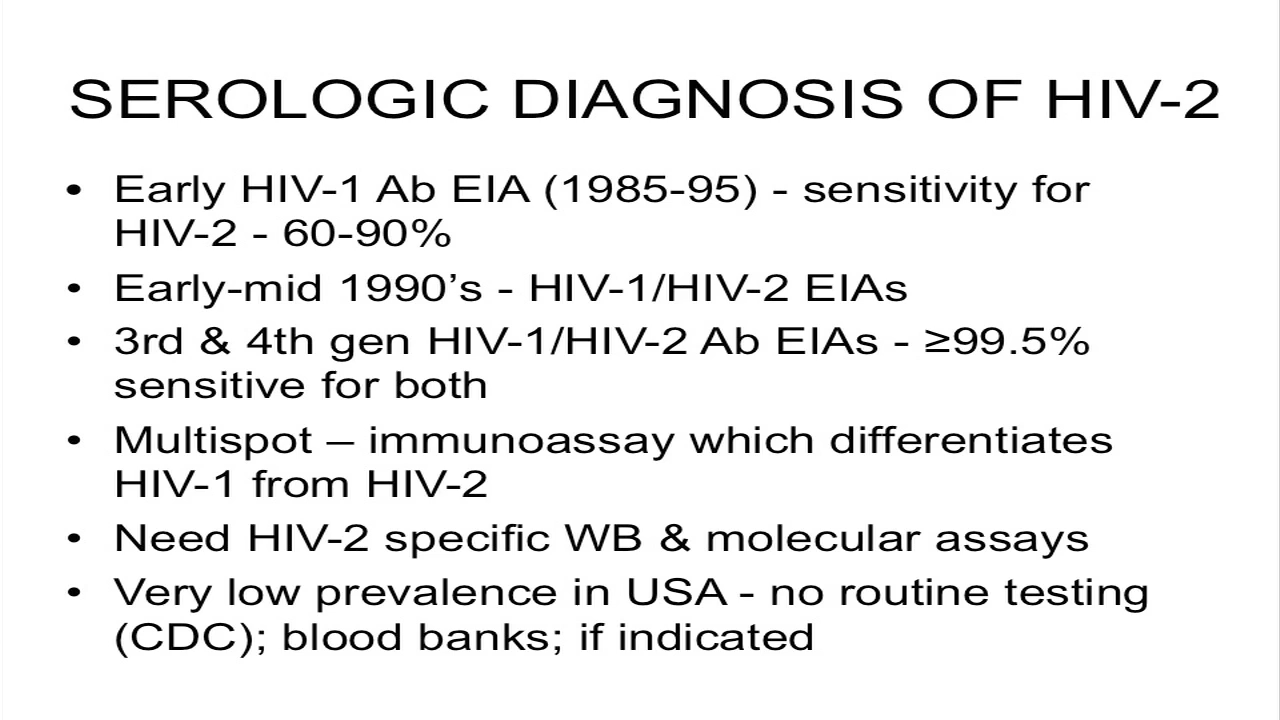 SEROLOGIC DIAGNOSIS OF HIV-2
• Early HIV-1 Ab EIA (1985-95) - sensitivity for
HIV-2 - 60-90%
• Early-mid 1990’s - HIV-1/HIV-2 EIAs
• 3rd & 4th gen HIV-1/HIV-2 Ab EIAs - ≥99.5%
sensitive for both
• Multispot – immunoassay which differentiates
HIV-1 from HIV-2
• Need HIV-2 specific WB & molecular assays
• Very low prevalence in USA - no routine testing
(CDC); blood banks; if indicated